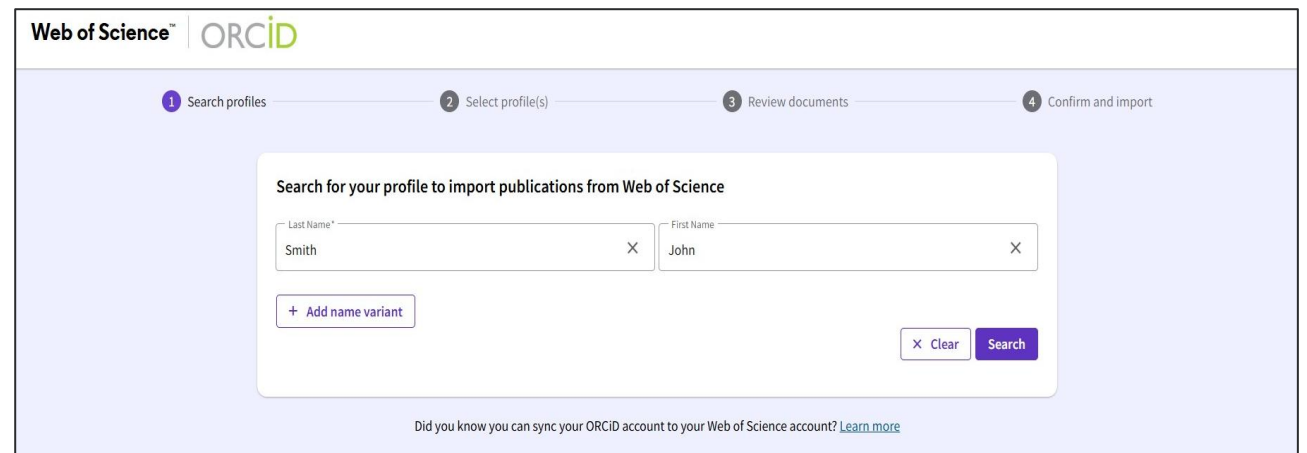 Web of Science™ ORCiD
1 Search profiles 2 Select profile(s) 3 Review documents 4 Confirm and import
Search for your profile to import publications from Web of Science
Last Name* First Name
Smith X John X
+ Add name variant
X Clear Search
Did you know you can sync your ORCiD account to your Web of Science account? Learn more